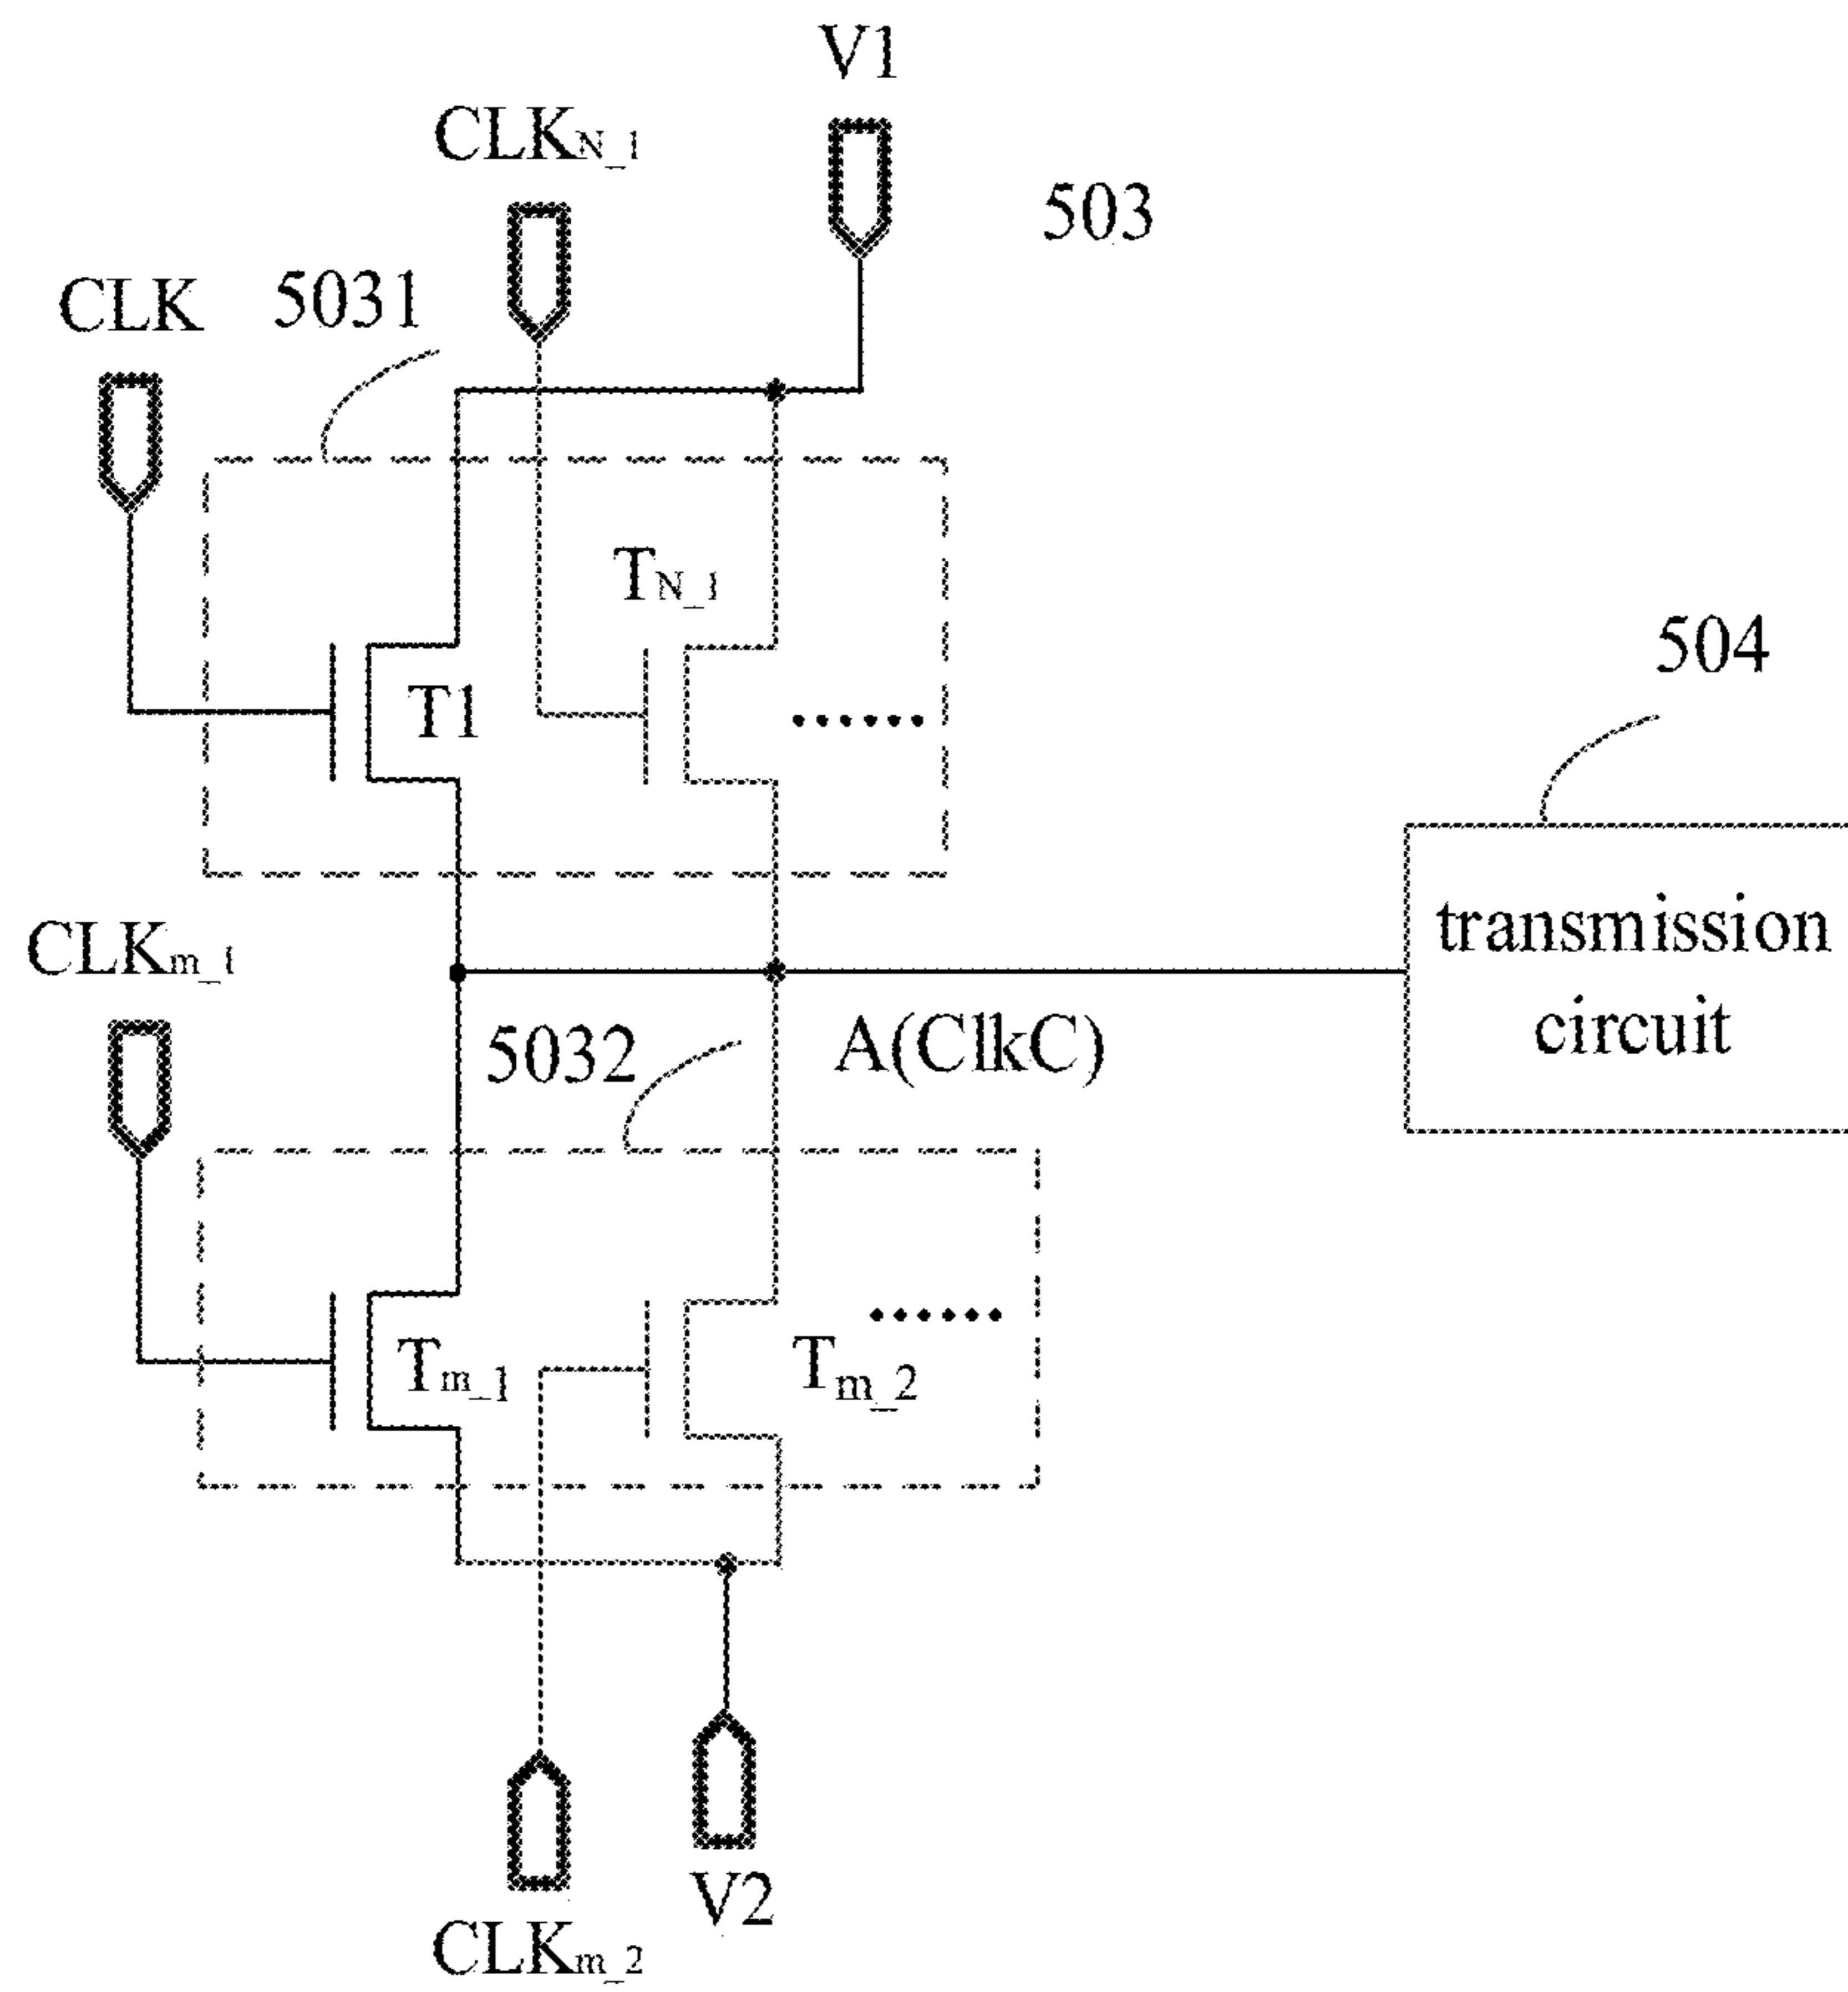 V1
CLKN_1
503
5031
CLK
TN_1
504
T1
......
transmission
circuit
CLKm_1
5032
A(ClkC)
......
Tm_1
Tm_2
V2
CLKm_2